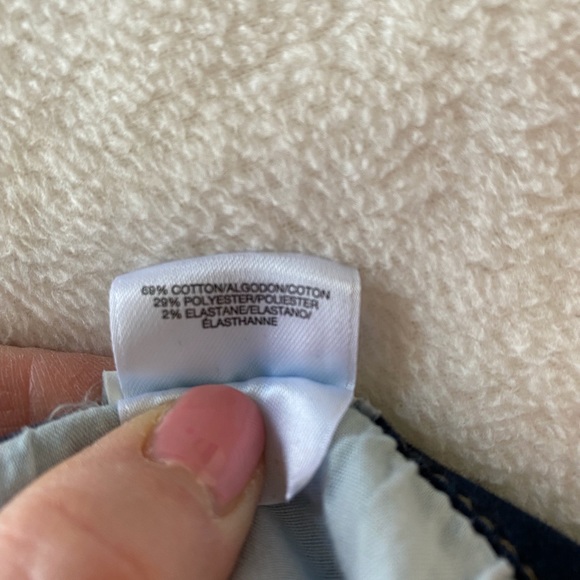 69% COTTON/ALGODON/COTON
29% POLYESTER/POLIESTER
2% ELASTANE/ELASTANO/
ÉLASTHANNE